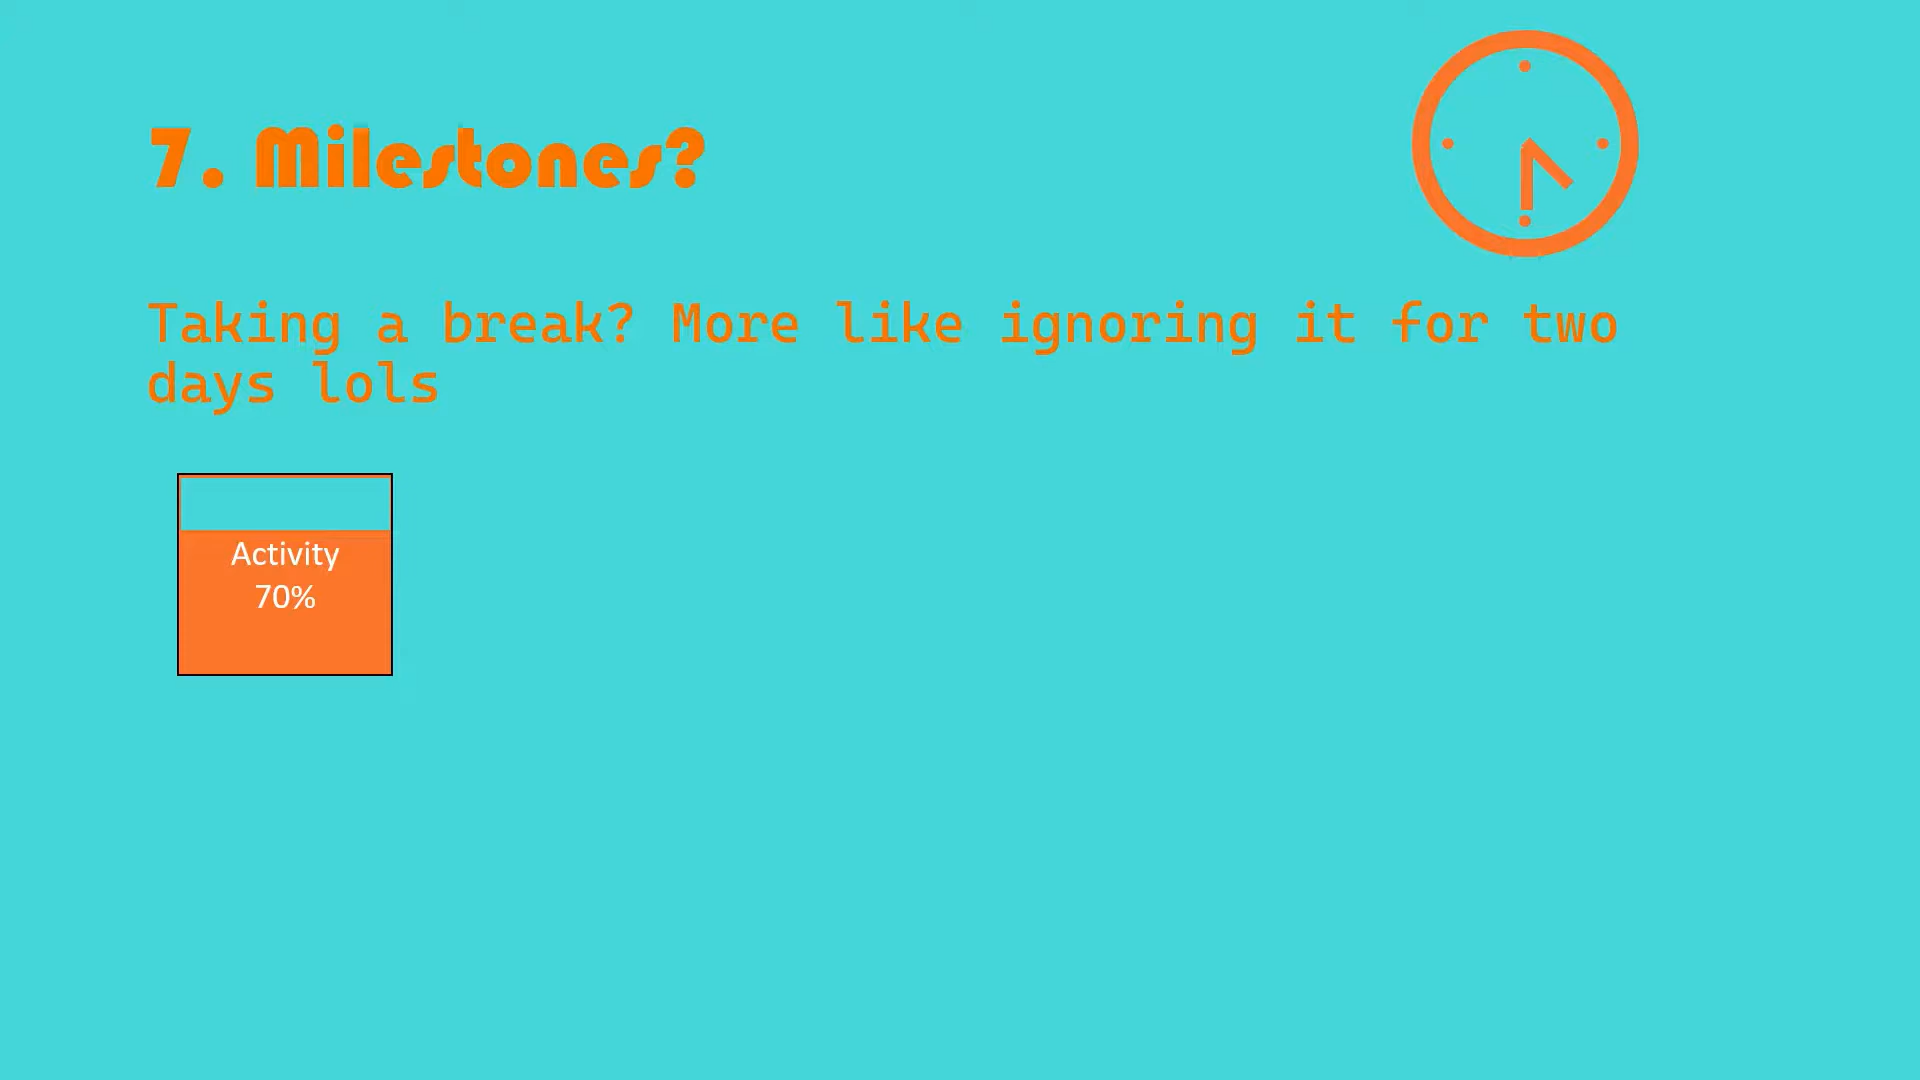 7. Milestones?
Taking a break? More like ignoring it for two
days lols
Activity
70%